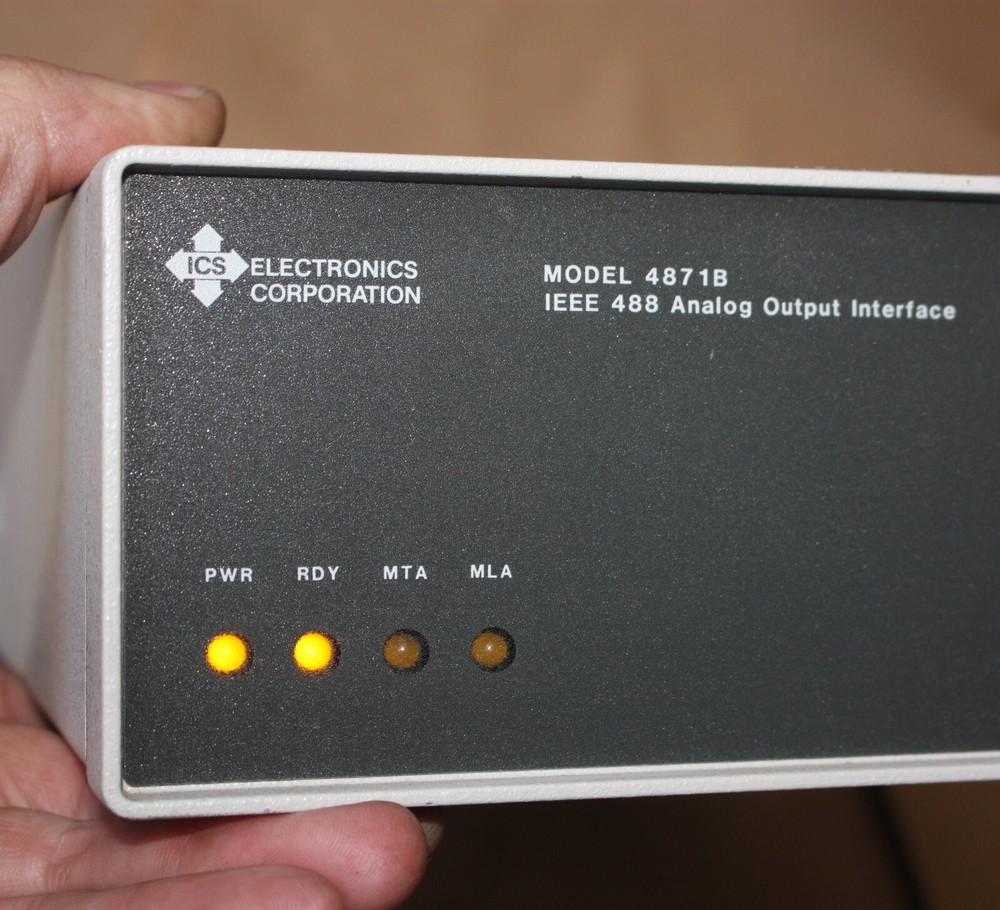 ICS ELECTRONICS
CORPORATION
MODEL 4871B
IEEE 488 Analog Output Interface
PWR RDY MTA MLA